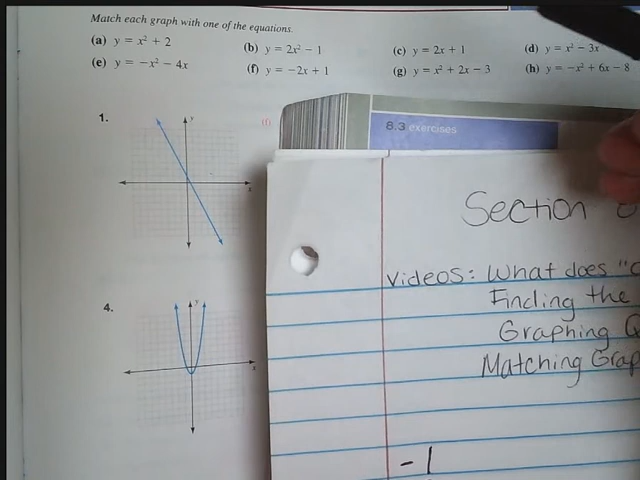 Match each graph with one of the equations.
(a) y = x² + 2 (b) y = 2x² − 1 (c) y = 2x + 1 (d) y = x² − 3x
(e) y = −x² − 4x (f) y = −2x + 1 (g) y = x² + 2x − 3 (h) y = −x² + 6x − 8
1.
(f)
y
x
8.3 exercises
Section
Videos: What does
Finding the
Graphing
Matching
4.
y
x
−1